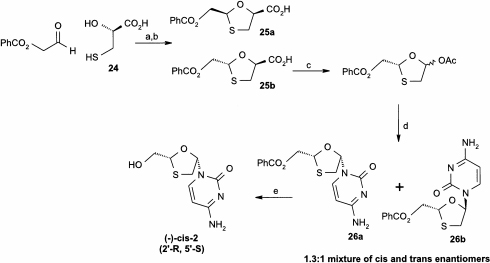 PhCO₂
O
H
HO
CO₂H
SH
24
a,b
PhCO₂
O
S
CO₂H
25a
PhCO₂
O
S
CO₂H
25b
c
PhCO₂
O
S
OAc
d
NH₂
N
O
N
PhCO₂
O
S
26b
+
PhCO₂
O
S
N
O
N
NH₂
26a
e
HO
O
S
N
O
N
NH₂
(-)-cis-2
(2'-R, 5'-S)
1.3:1 mixture of cis and trans enantiomers